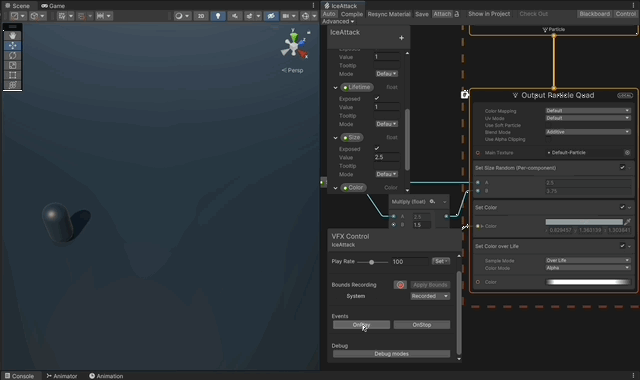 Scene Game
IceAttack
Auto Compile Resync Material Save Attach Show in Project Check Out Blackboard Control
Advanced
2D
Persp
IceAttack
+
Value 1
Tooltip
Mode Defau
Lifetime float
Exposed
Value 1
Tooltip
Mode Defau
Size float
Exposed
Value 2.5
Tooltip
Mode Defau
Color Color
Multiply (float)
A 2.5
B 1.5
Particle
Output Particle Quad
Color Mapping Default
UV Mode Default
Use Soft Particle
Blend Mode Additive
Use Alpha Clipping
Main Texture Default-Particle
Set Size Random (Per-component)
A 2.5
B 3.75
Set Color
Color
Set Color over Life
Sample Mode Over Life
Color Mode Alpha
Color
VFX Control
IceAttack
Play Rate 100 Set
Bounds Recording Apply Bounds
System Recorded
Events
OnPlay OnStop
Debug
Debug modes
Console Animator Animation